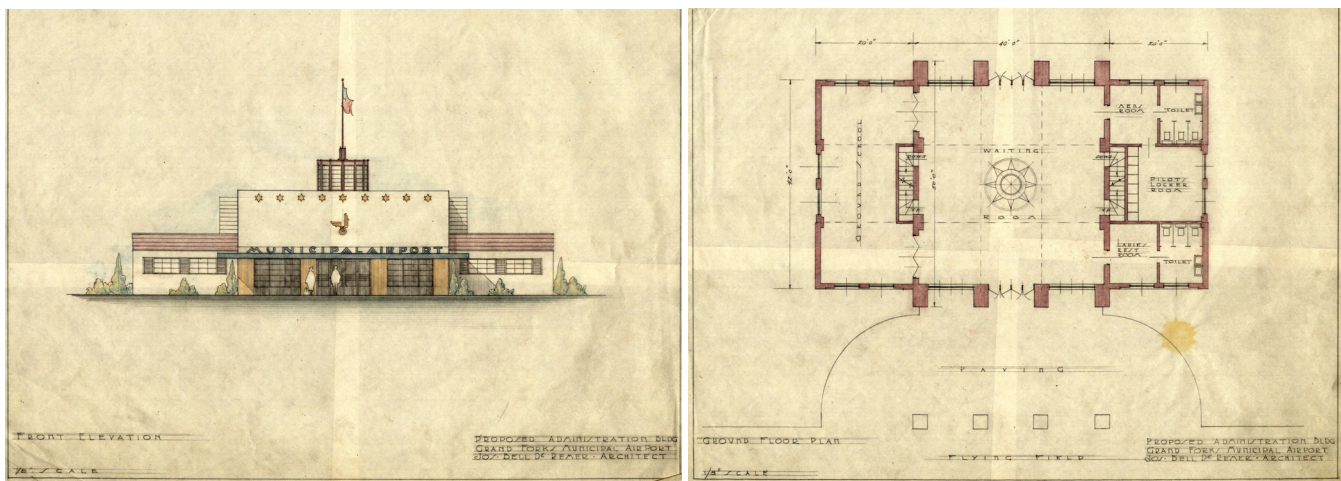 MUNICIPAL AIRPORT
FRONT ELEVATION
1/8" SCALE
PROPOSED ADMINISTRATION BLDG
GRAND FORKS MUNICIPAL AIRPORT
JOS. BELL DE REMER · ARCHITECT
20'-0" 40'-0" 20'-0"
GROUND SCHOOL
WAITING
ROOM
MENS
ROOM
TOILET
PILOTS
LOCKER
ROOM
LADIES
REST
ROOM
TOILET
PAVING
GROUND FLOOR PLAN
FLYING FIELD
1/8" SCALE
PROPOSED ADMINISTRATION BLDG
GRAND FORKS MUNICIPAL AIRPORT
JOS. BELL DE REMER · ARCHITECT